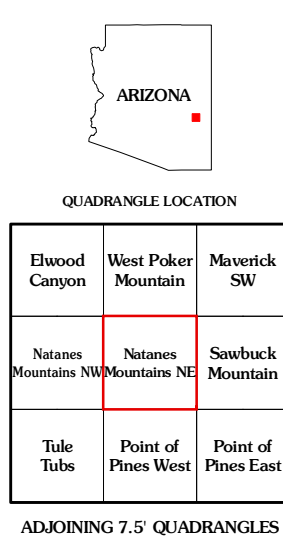 ARIZONA
QUADRANGLE LOCATION
Elwood
Canyon
West Poker
Mountain
Maverick
SW
Natanes
Mountains NW
Natanes
Mountains NE
Sawbuck
Mountain
Tule
Tubs
Point of
Pines West
Point of
Pines East
ADJOINING 7.5' QUADRANGLES